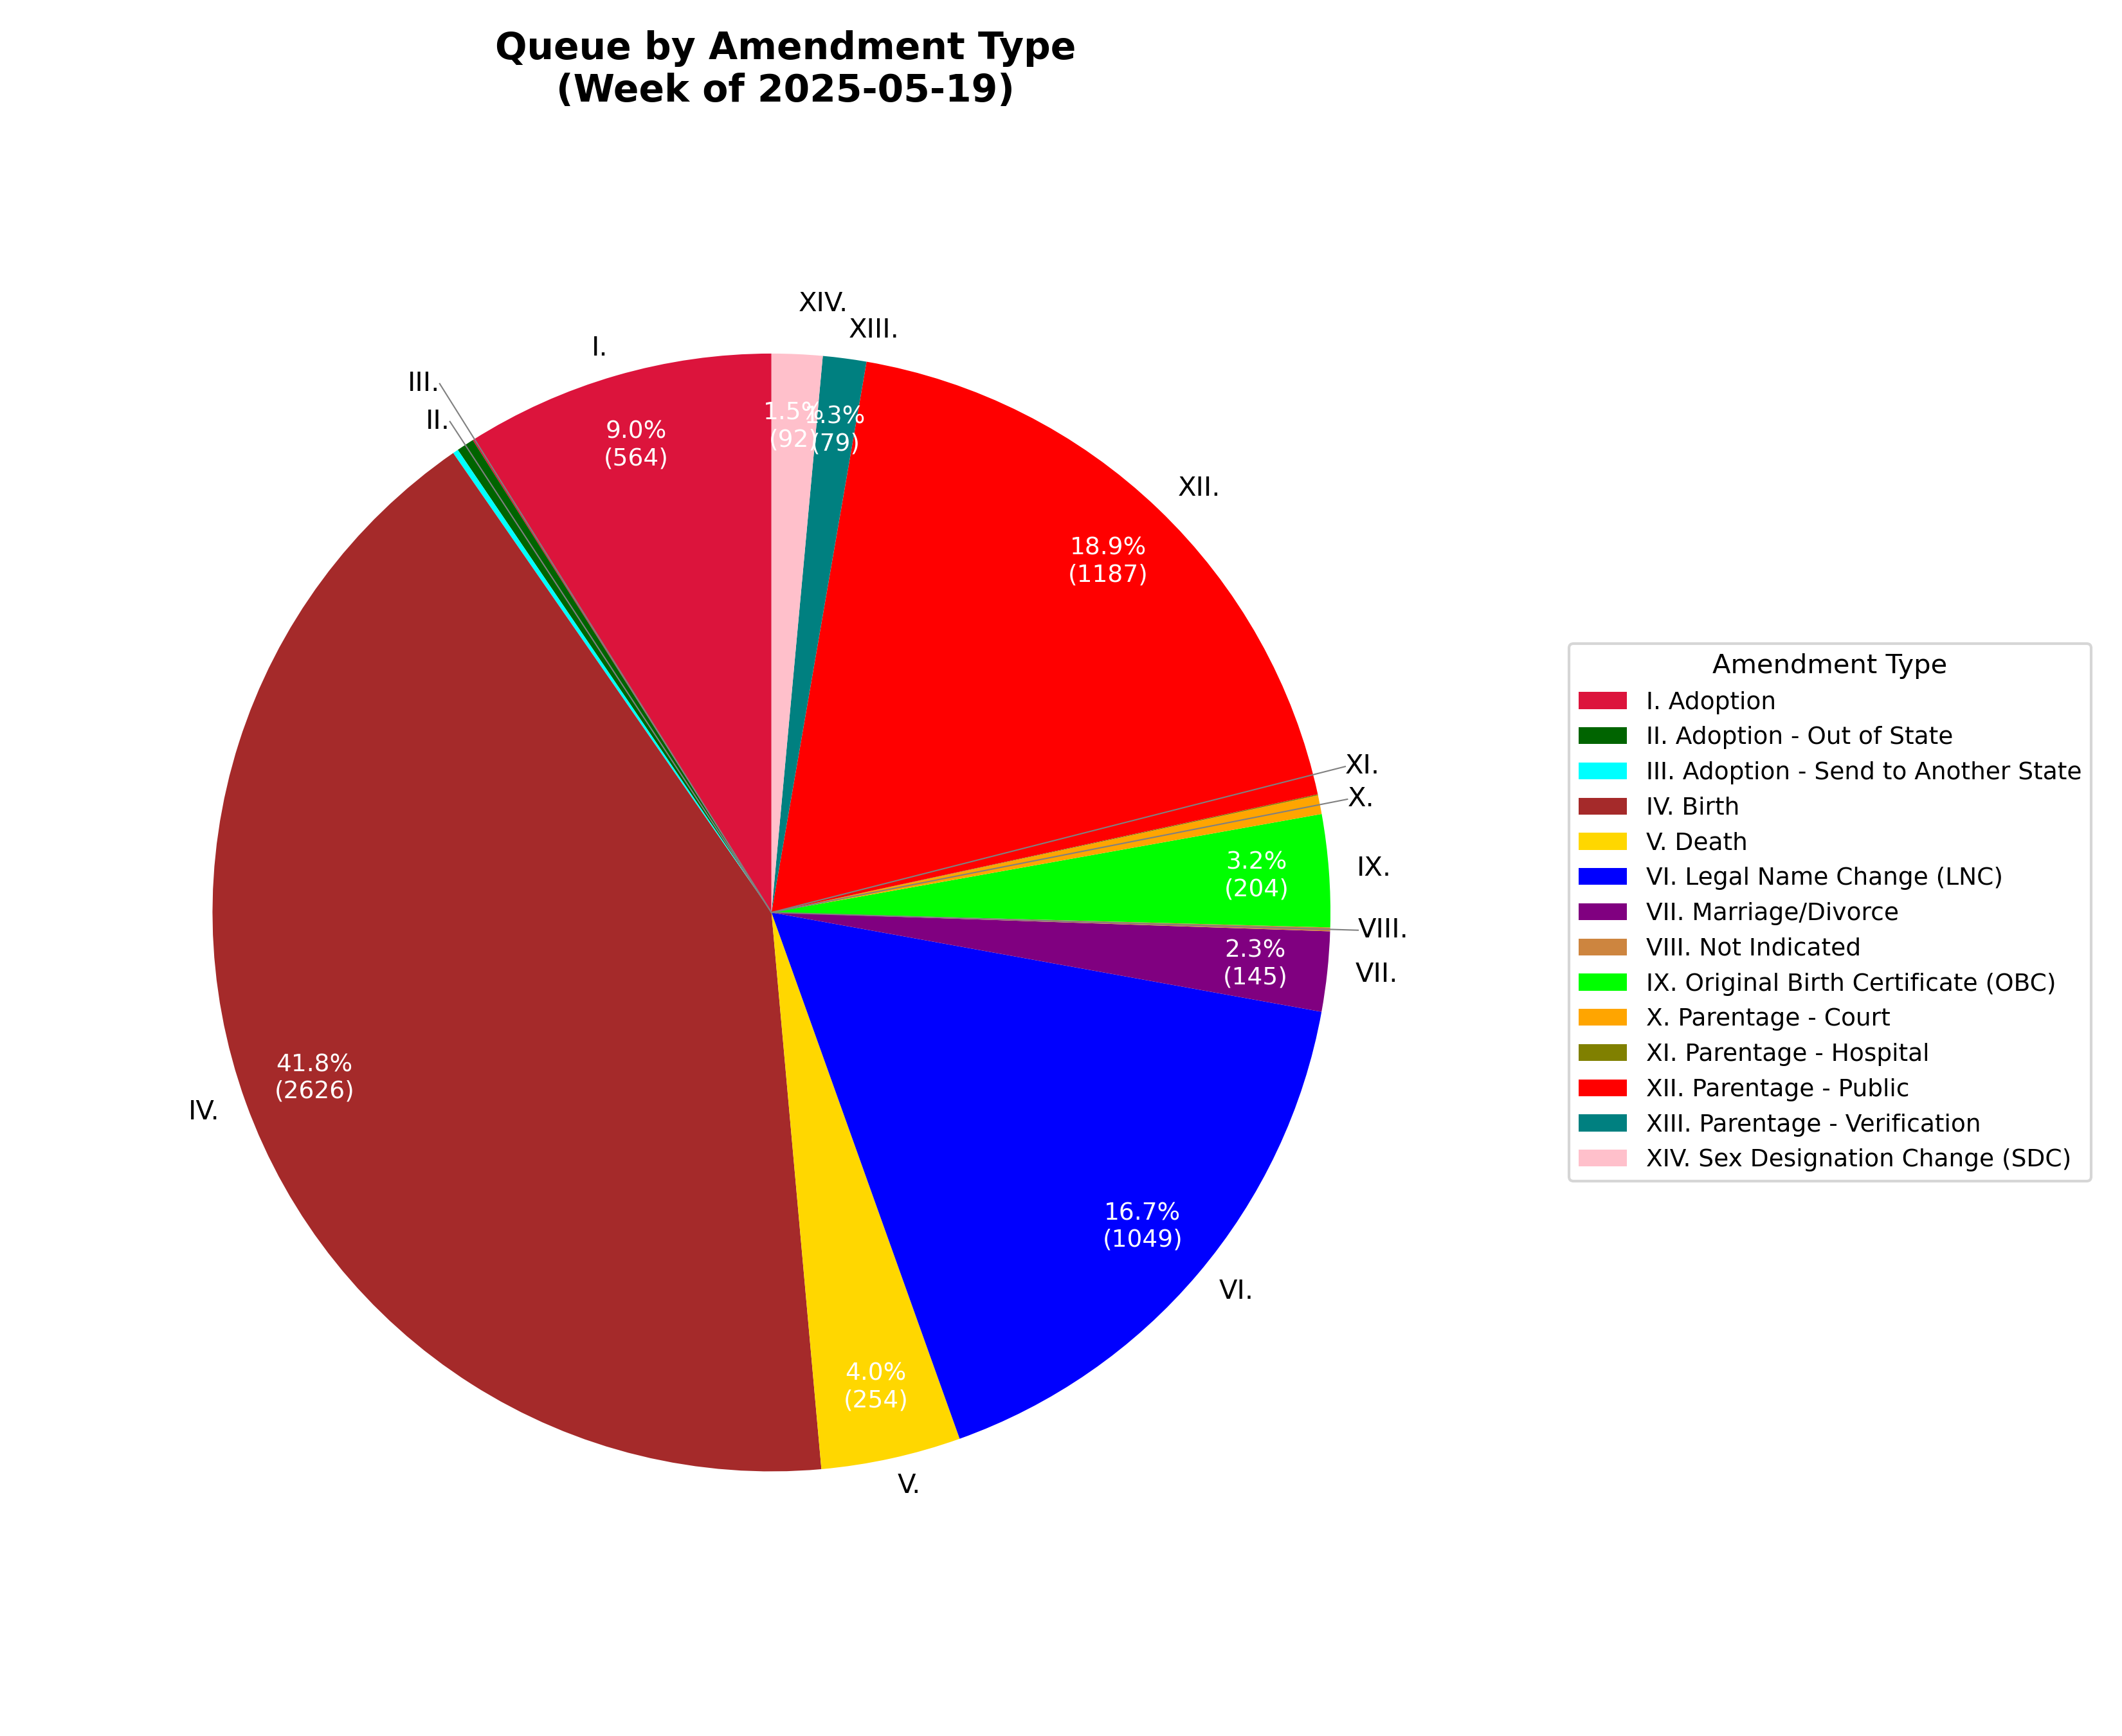 Queue by Amendment Type
(Week of 2025-05-19)
XIV.
XIII.
I.
III.
II.
1.5%
(92)
1.3%
(79)
9.0%
(564)
XII.
18.9%
(1187)
XI.
X.
3.2%
(204)
IX.
VIII.
2.3%
(145)
VII.
41.8%
(2626)
IV.
16.7%
(1049)
VI.
4.0%
(254)
V.
Amendment Type
I. Adoption
II. Adoption - Out of State
III. Adoption - Send to Another State
IV. Birth
V. Death
VI. Legal Name Change (LNC)
VII. Marriage/Divorce
VIII. Not Indicated
IX. Original Birth Certificate (OBC)
X. Parentage - Court
XI. Parentage - Hospital
XII. Parentage - Public
XIII. Parentage - Verification
XIV. Sex Designation Change (SDC)